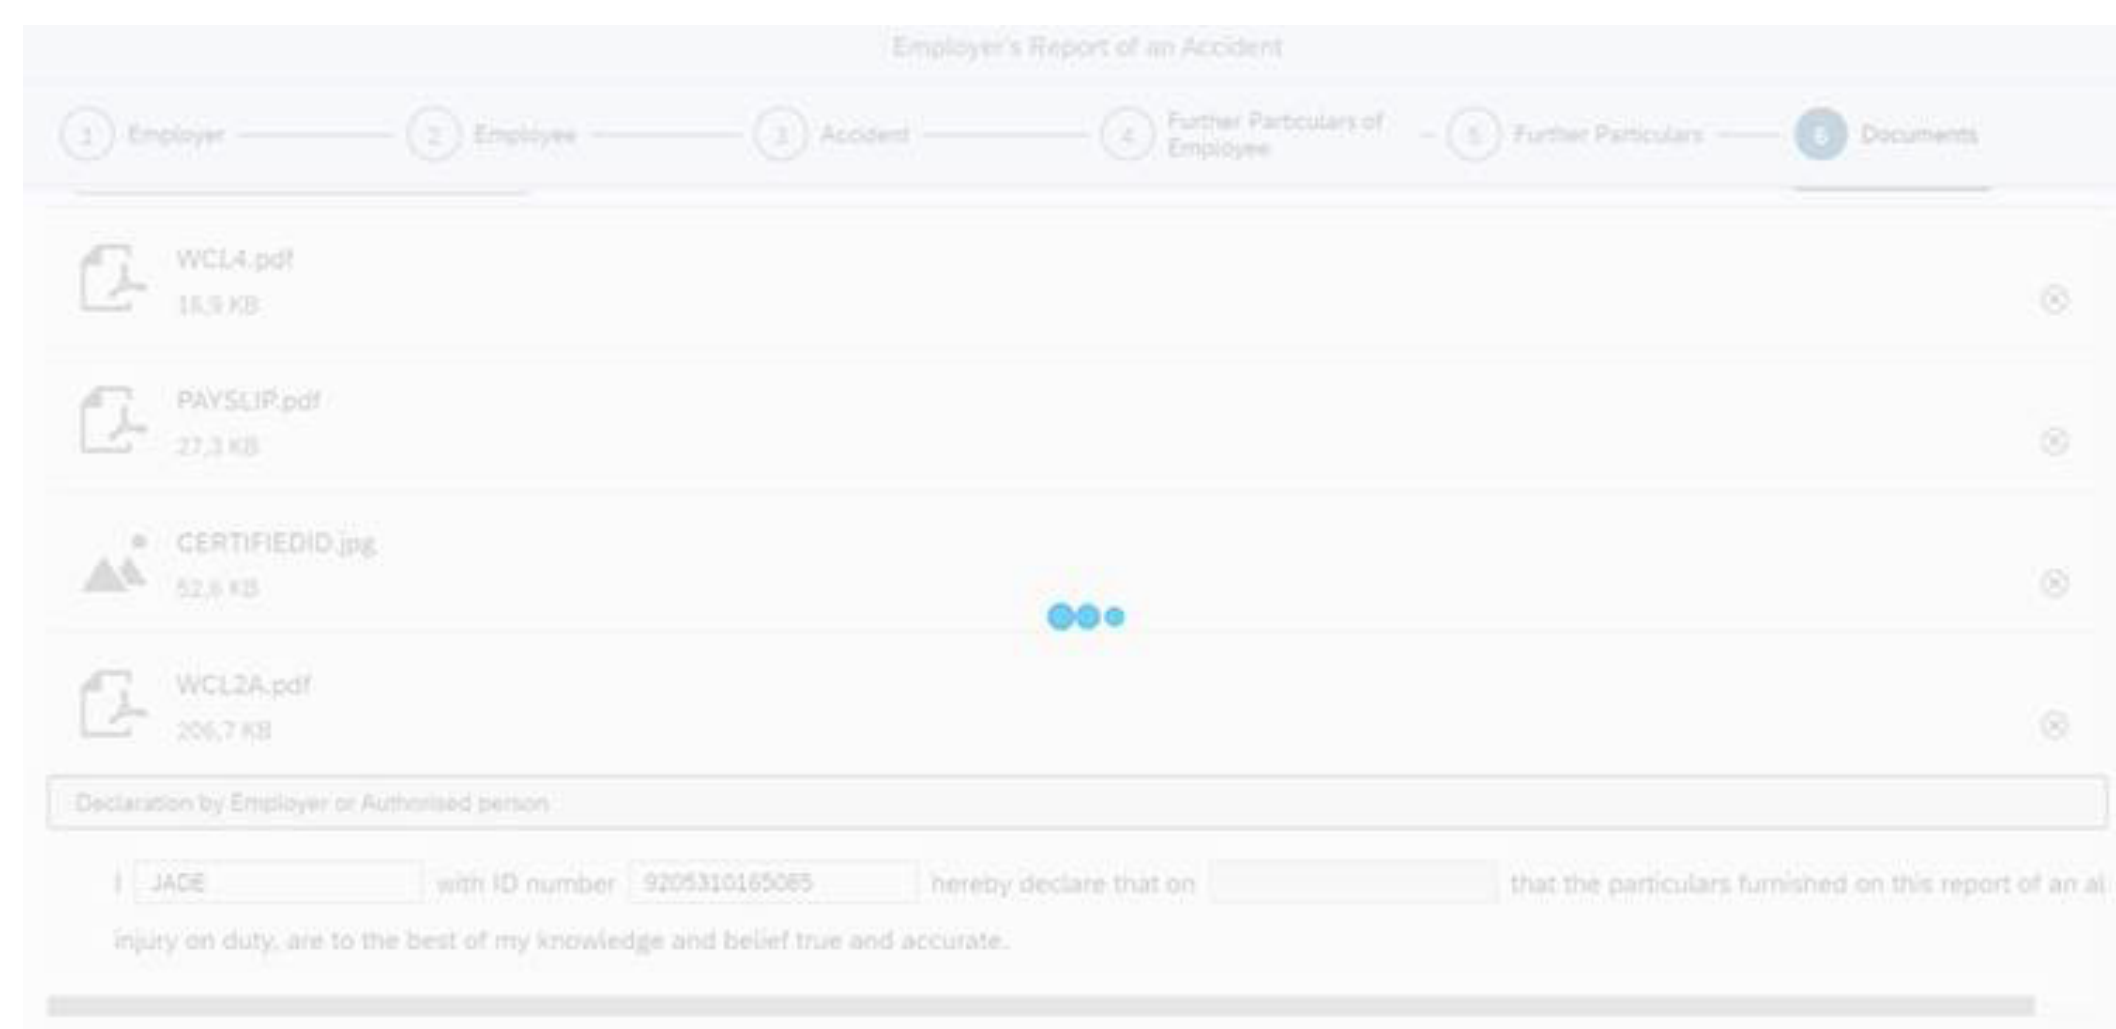 Employer's Report of an Accident
1 Employer 2 Employee 3 Accident 4 Further Particulars of Employee 5 Further Particulars 6 Documents
WCL4.pdf
16,9 KB
PAYSLIP.pdf
27,3 KB
CERTIFIEDID.jpg
52,6 KB
WCL2A.pdf
206,7 KB
Declaration by Employer or Authorised person
I JADE with ID number 9205310165085 hereby declare that on that the particulars furnished on this report of an al
injury on duty, are to the best of my knowledge and belief true and accurate.